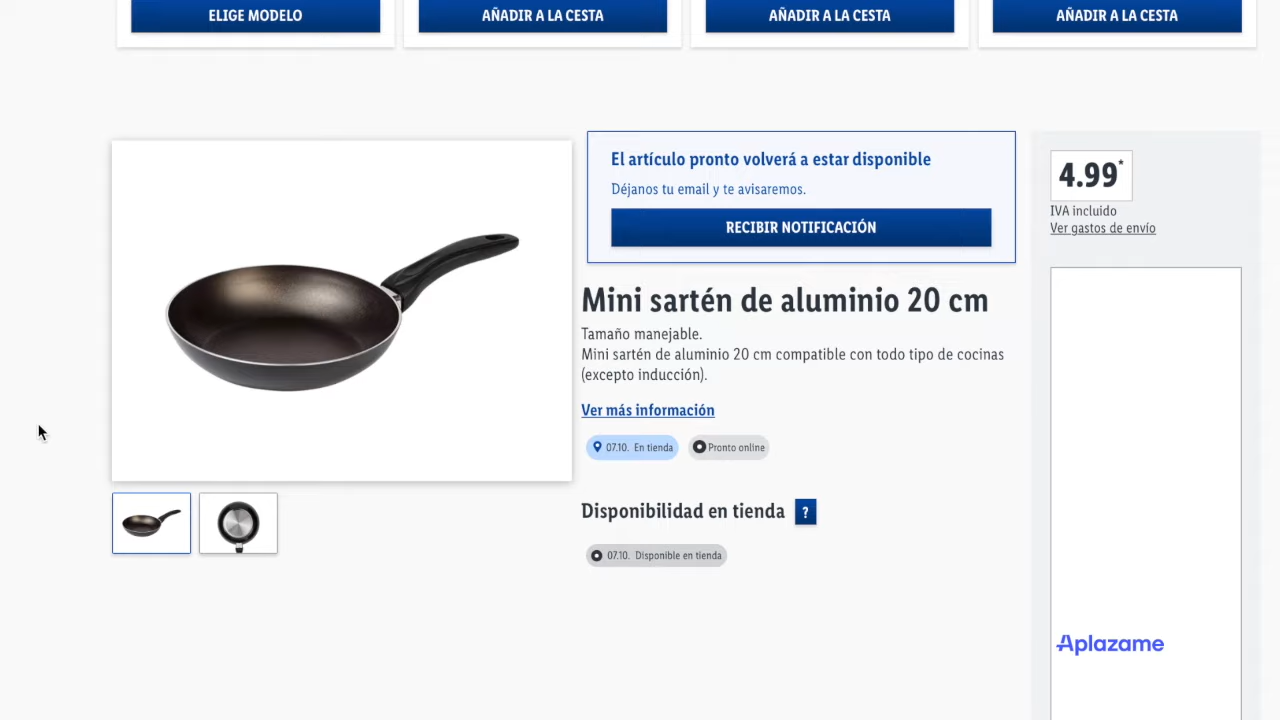 ELIGE MODELO
AÑADIR A LA CESTA
AÑADIR A LA CESTA
AÑADIR A LA CESTA
El artículo pronto volverá a estar disponible
Déjanos tu email y te avisaremos.
RECIBIR NOTIFICACIÓN
Mini sartén de aluminio 20 cm
Tamaño manejable.
Mini sartén de aluminio 20 cm compatible con todo tipo de cocinas
(excepto inducción).
Ver más información
07.10. En tienda
Pronto online
Disponibilidad en tienda ?
07.10. Disponible en tienda
4.99*
IVA incluido
Ver gastos de envío
Aplazame